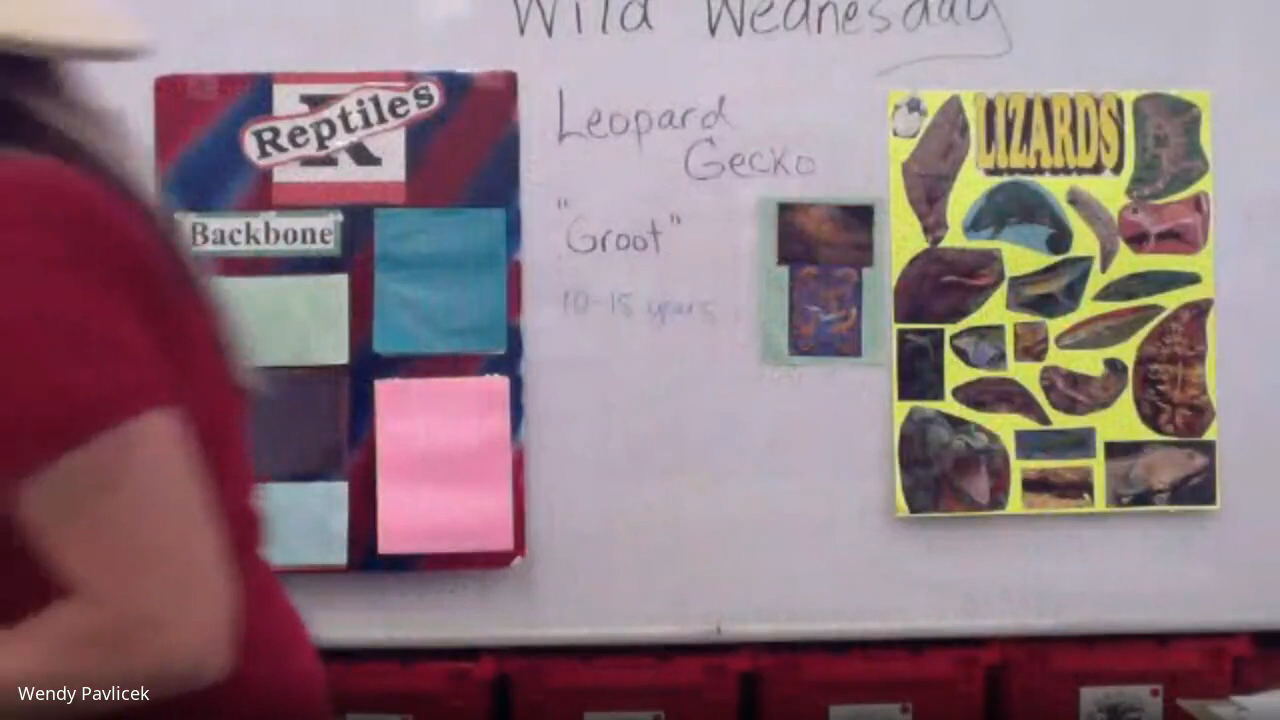 Wild Wednesday
Reptiles
R
Backbone
Leopard
Gecko
"Groot"
10-15 years
LIZARDS
Wendy Pavlicek